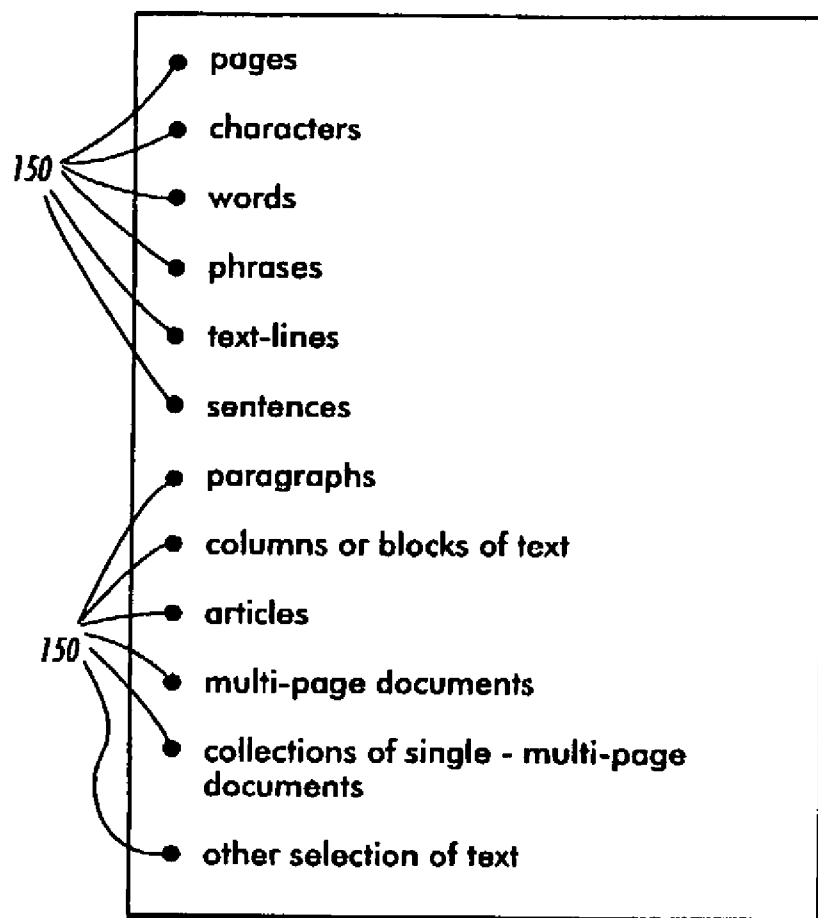 pages
characters
150
words
phrases
text-lines
sentences
paragraphs
columns or blocks of text
articles
150
multi-page documents
collections of single - multi-page
documents
other selection of text